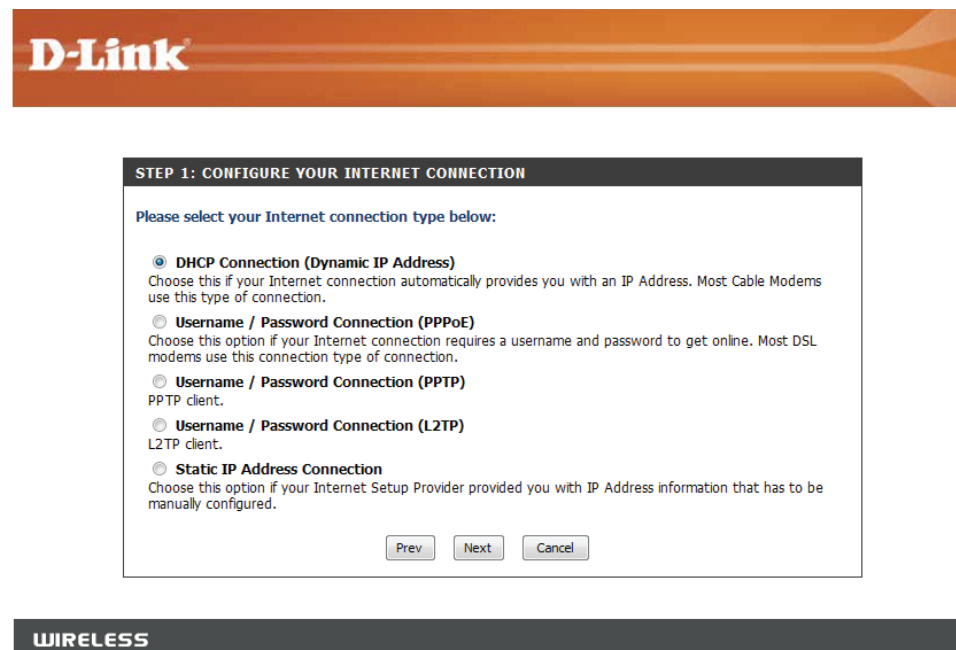 D-Link
STEP 1: CONFIGURE YOUR INTERNET CONNECTION
Please select your Internet connection type below:
DHCP Connection (Dynamic IP Address)
Choose this if your Internet connection automatically provides you with an IP Address. Most Cable Modems
use this type of connection.
Username / Password Connection (PPPoE)
Choose this option if your Internet connection requires a username and password to get online. Most DSL
modems use this connection type of connection.
Username / Password Connection (PPTP)
PPTP client.
Username / Password Connection (L2TP)
L2TP client.
Static IP Address Connection
Choose this option if your Internet Setup Provider provided you with IP Address information that has to be
manually configured.
Prev Next Cancel
WIRELESS